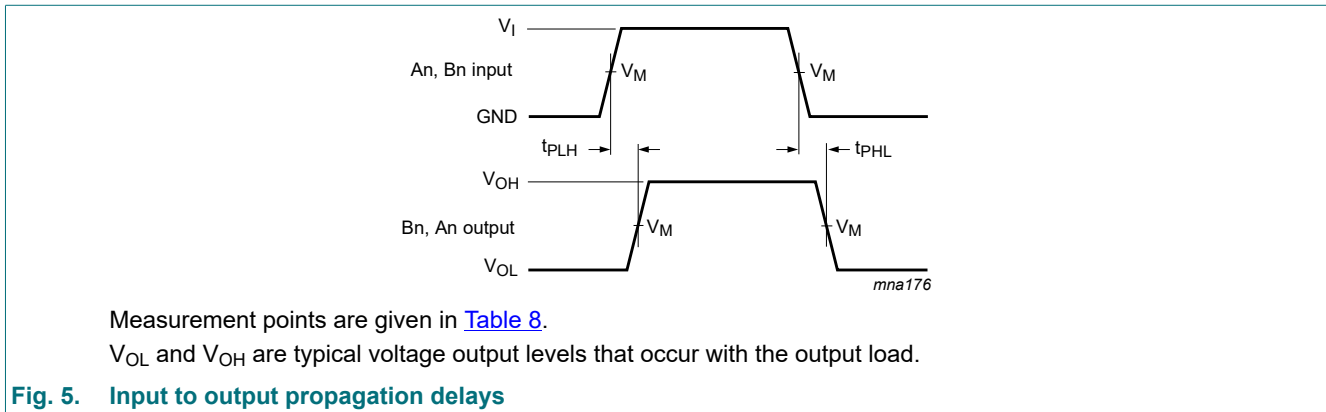 V_I
An, Bn input
V_M
V_M
GND
t_PLH
t_PHL
V_OH
Bn, An output
V_M
V_M
V_OL
mna176
Measurement points are given in Table 8.
V_OL and V_OH are typical voltage output levels that occur with the output load.
Fig. 5. Input to output propagation delays